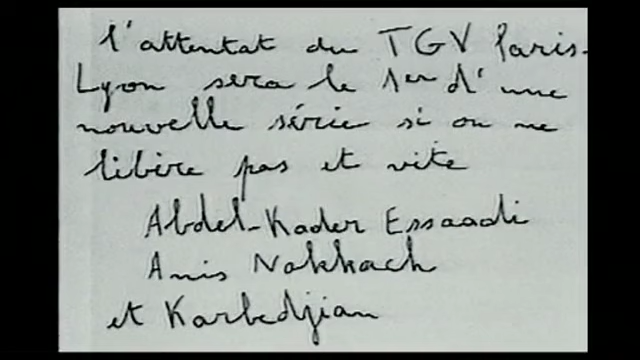 l'attentat du TGV Paris-
Lyon sera le 1er d'une
nouvelle série si on ne
libère pas et vite
Abdel-Kader Essaadi
Anis Nakkach
et Karbedjian